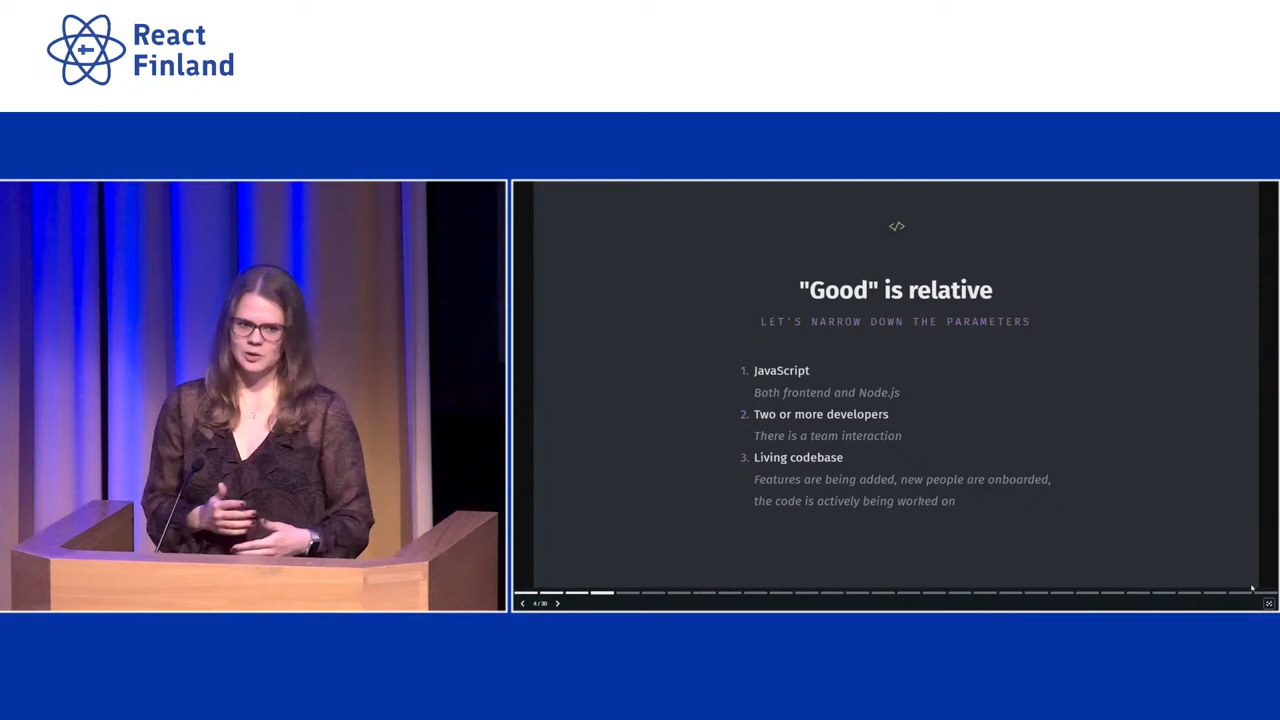 React
Finland
</>
"Good" is relative
LET'S NARROW DOWN THE PARAMETERS
1. JavaScript
Both frontend and Node.js
2. Two or more developers
There is a team interaction
3. Living codebase
Features are being added, new people are onboarded,
the code is actively being worked on
4/30